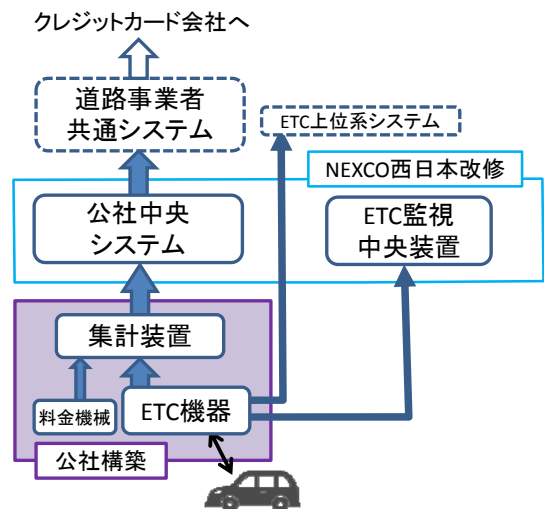 クレジットカード会社へ
道路事業者
共通システム
ETC上位系システム
NEXCO西日本改修
公社中央
システム
ETC監視
中央装置
集計装置
料金機械
ETC機器
公社構築